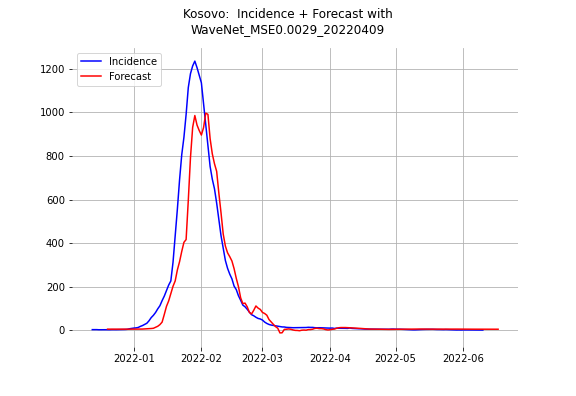 Kosovo:  Incidence + Forecast with
WaveNet_MSE0.0029_20220409
Incidence
Forecast
1200
1000
800
600
400
200
0
2022-01 2022-02 2022-03 2022-04 2022-05 2022-06